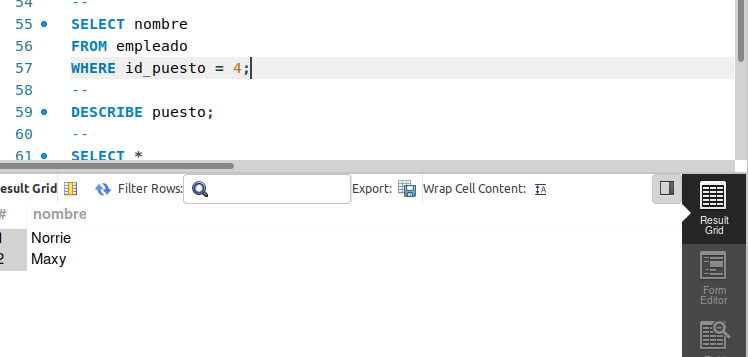 54 --
55 SELECT nombre
56 FROM empleado
57 WHERE id_puesto = 4;
58 --
59 DESCRIBE puesto;
60 --
61 SELECT *
esult Grid Filter Rows: Export: Wrap Cell Content: IA
# nombre
1 Norrie
2 Maxy
Result
Grid
Form
Editor